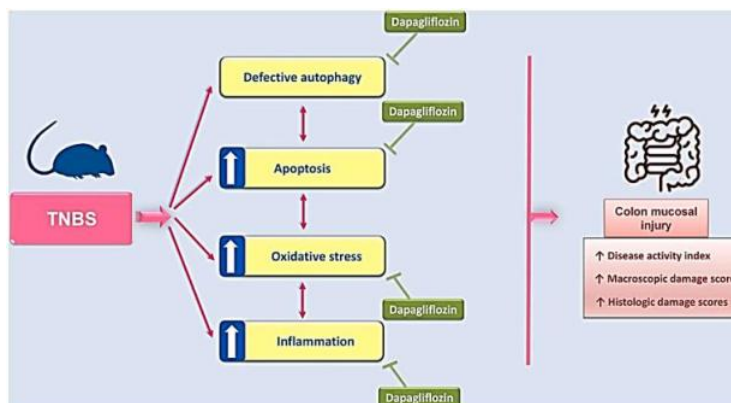 Dapagliflozin
Defective autophagy
Dapagliflozin
Apoptosis
TNBS
Oxidative stress
Dapagliflozin
Inflammation
Dapagliflozin
Colon mucosal
injury
↑ Disease activity index
↑ Macroscopic damage score
↑ Histologic damage scores